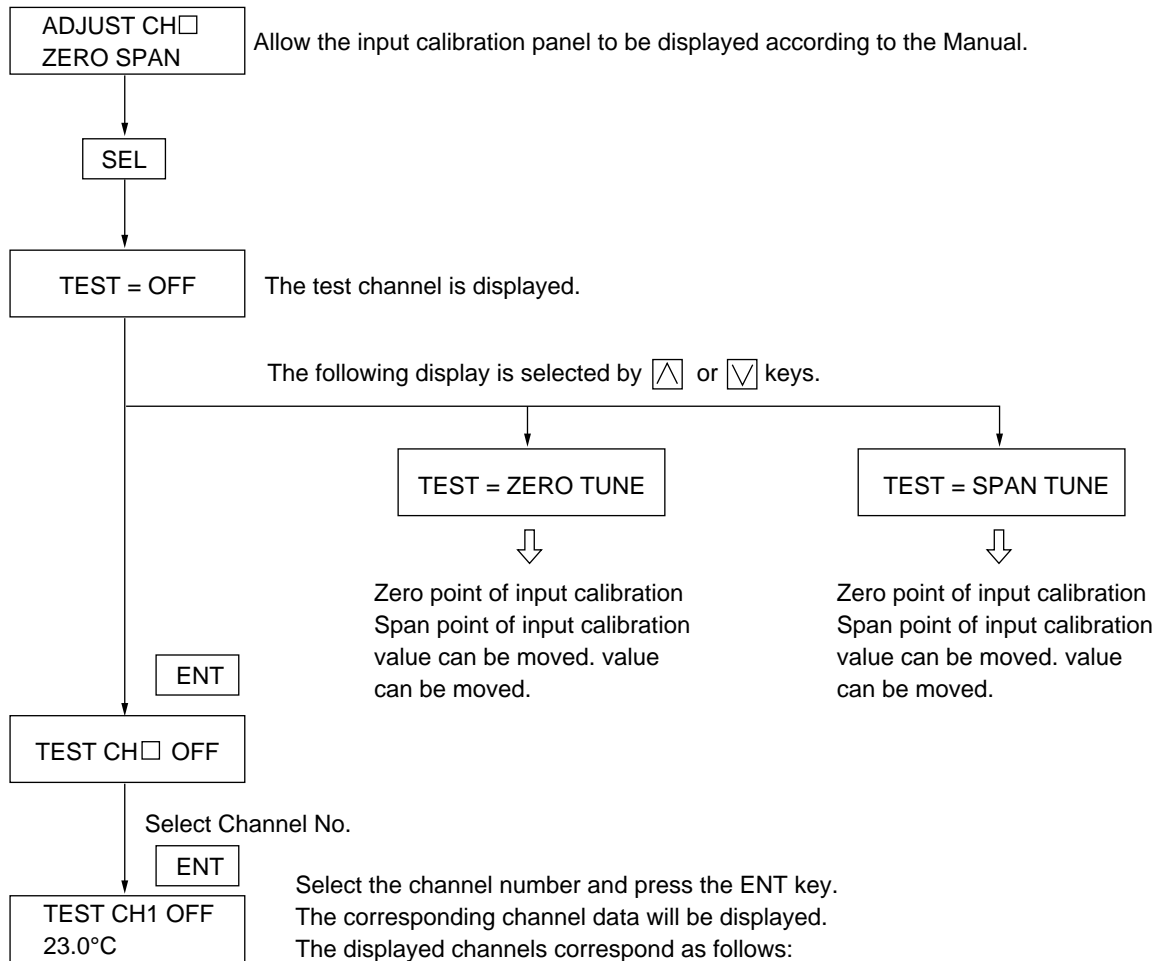 ADJUST CH□
ZERO SPAN
Allow the input calibration panel to be displayed according to the Manual.
SEL
TEST = OFF
The test channel is displayed.
The following display is selected by ⋀ or ⋁ keys.
TEST = ZERO TUNE
TEST = SPAN TUNE
Zero point of input calibration
Span point of input calibration
value can be moved. value
can be moved.
Zero point of input calibration
Span point of input calibration
value can be moved. value
can be moved.
ENT
TEST CH□ OFF
Select Channel No.
ENT
TEST CH1 OFF
23.0°C
Select the channel number and press the ENT key.
The corresponding channel data will be displayed.
The displayed channels correspond as follows: